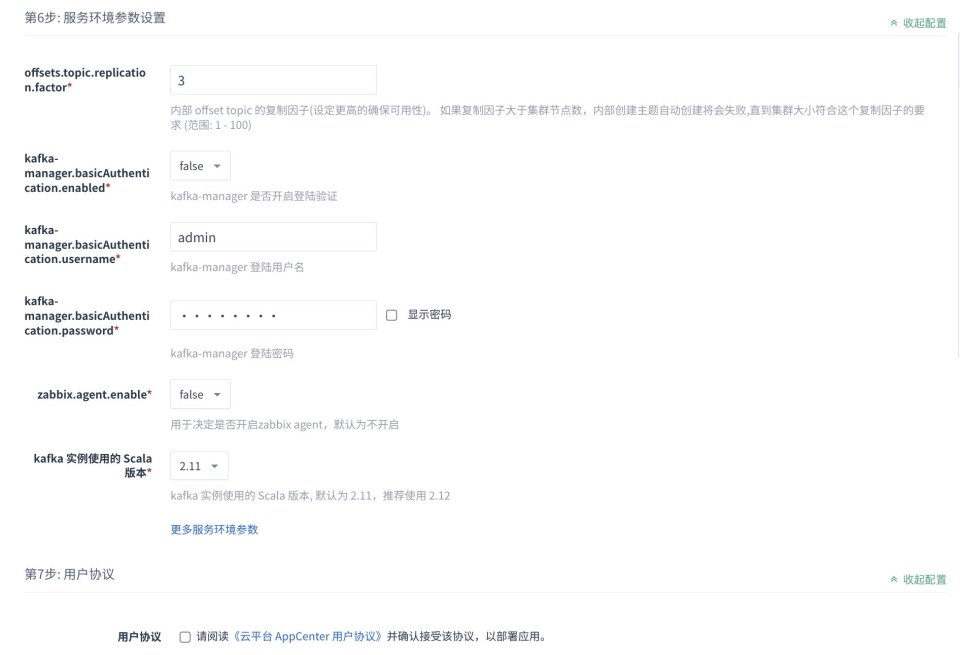 第6步: 服务环境参数设置
收起配置
offsets.topic.replicatio
n.factor*
3
内部 offset topic 的复制因子(设定更高的确保可用性)。 如果复制因子大于集群节点数，内部创建主题自动创建将会失败,直到集群大小符合这个复制因子的要
求 (范围: 1 - 100)
kafka-
manager.basicAuthenti
cation.enabled*
false
kafka-manager 是否开启登陆验证
kafka-
manager.basicAuthenti
cation.username*
admin
kafka-manager 登陆用户名
kafka-
manager.basicAuthenti
cation.password*
显示密码
kafka-manager 登陆密码
zabbix.agent.enable*
false
用于决定是否开启zabbix agent，默认为不开启
kafka 实例使用的 Scala
版本*
2.11
kafka 实例使用的 Scala 版本, 默认为 2.11，推荐使用 2.12
更多服务环境参数
第7步: 用户协议
收起配置
用户协议
请阅读《云平台 AppCenter 用户协议》并确认接受该协议，以部署应用。